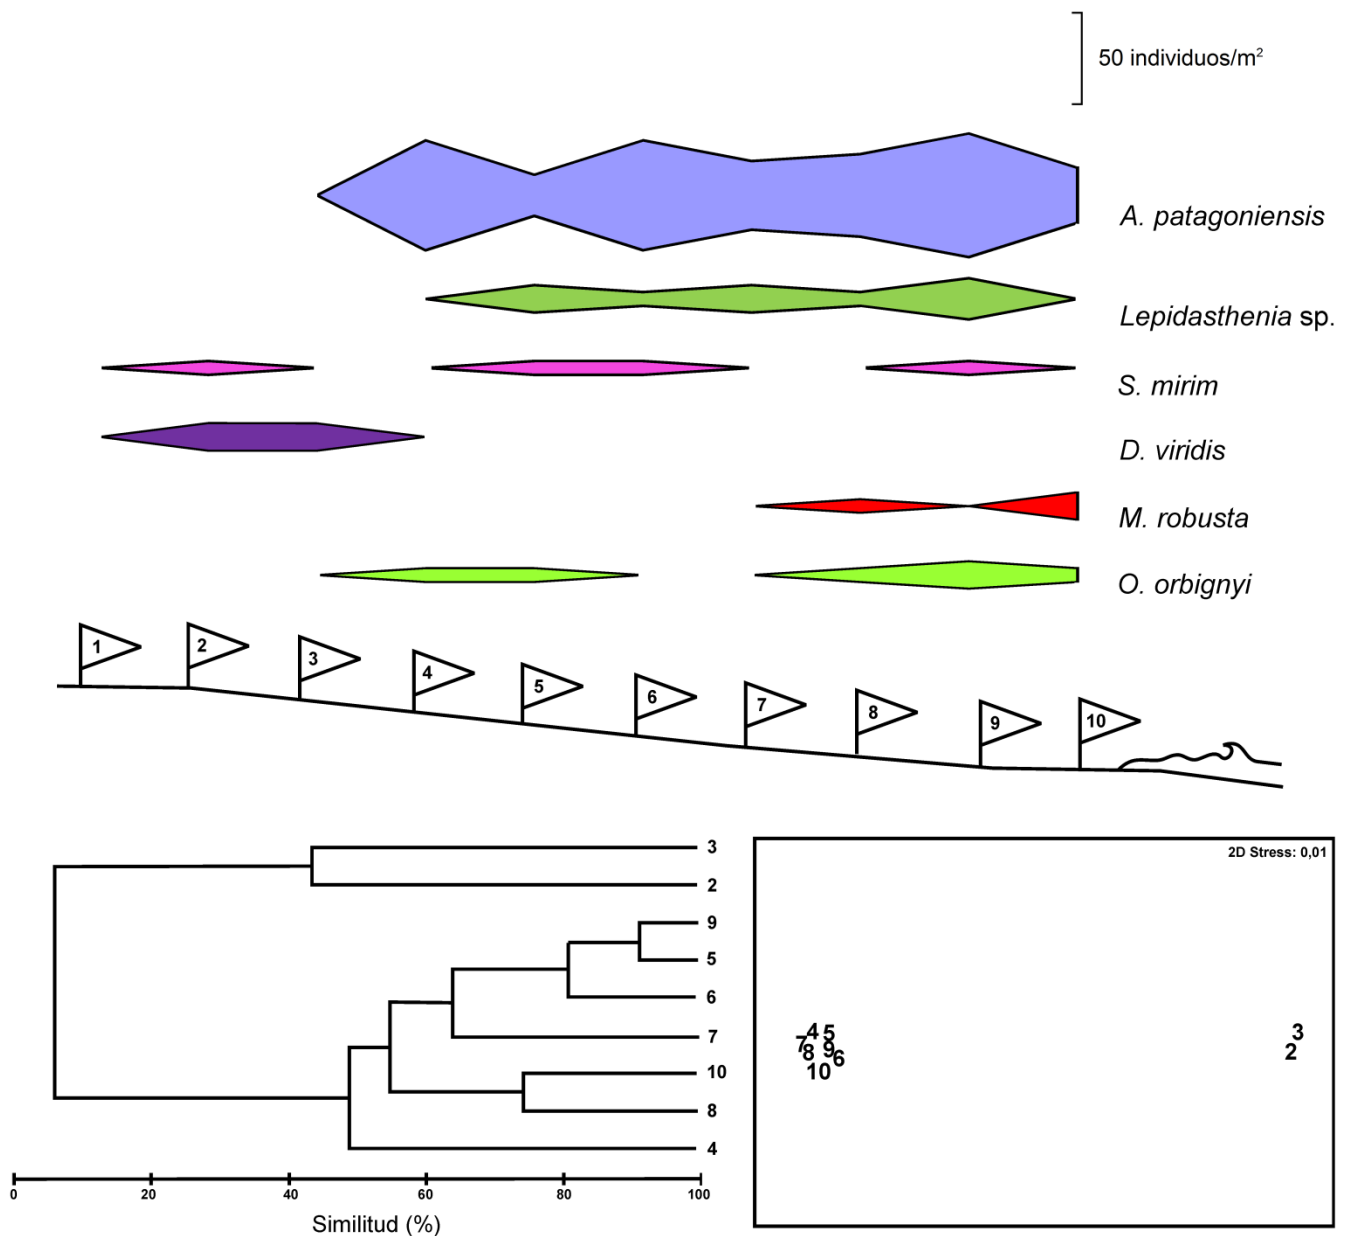 50 individuos/m²
A. patagoniensis
Lepidasthenia sp.
S. mirim
D. viridis
M. robusta
O. orbignyi
1
2
3
4
5
6
7
8
9
10
3
2
9
5
6
7
10
8
4
0 20 40 60 80 100
Similitud (%)
2D Stress: 0,01
4 5
7
8 9
6
10
3
2